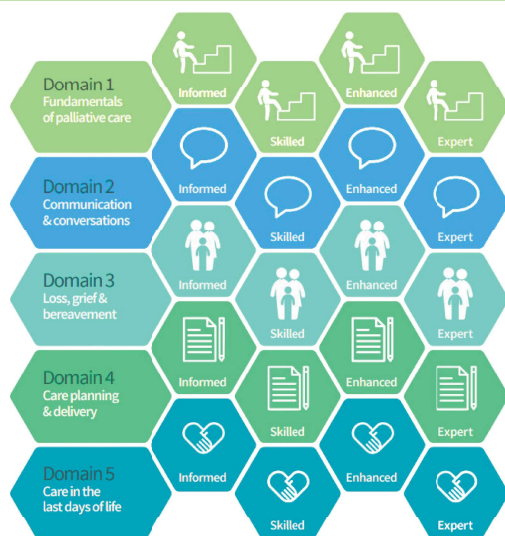 Domain 1
Fundamentals
of palliative care
Informed
Skilled
Enhanced
Expert
Domain 2
Communication
& conversations
Informed
Skilled
Enhanced
Expert
Domain 3
Loss, grief &
bereavement
Informed
Skilled
Enhanced
Expert
Domain 4
Care planning
& delivery
Informed
Skilled
Enhanced
Expert
Domain 5
Care in the
last days of life
Informed
Skilled
Enhanced
Expert